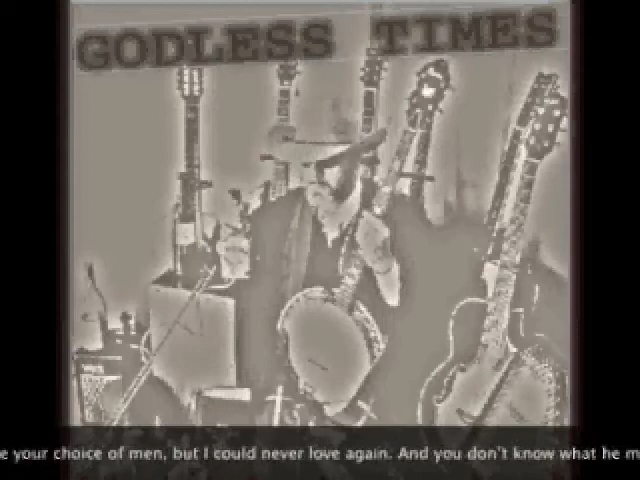 GODLESS TIMES
your choice of men, but I could never love again. And you don't know what he